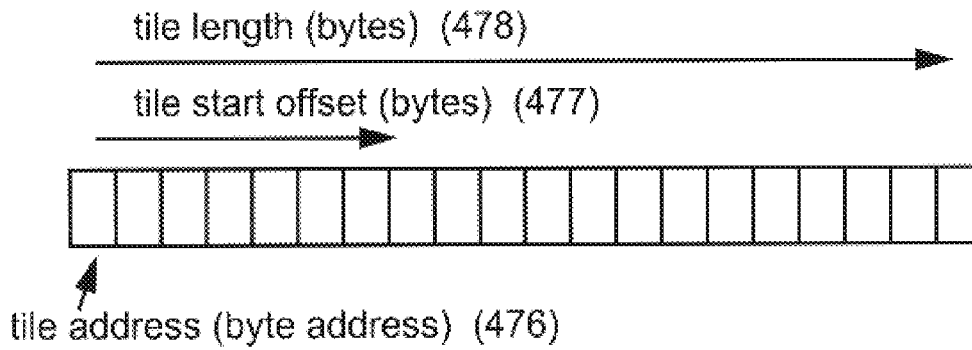 tile length (bytes) (478)
tile start offset (bytes) (477)
tile address (byte address) (476)